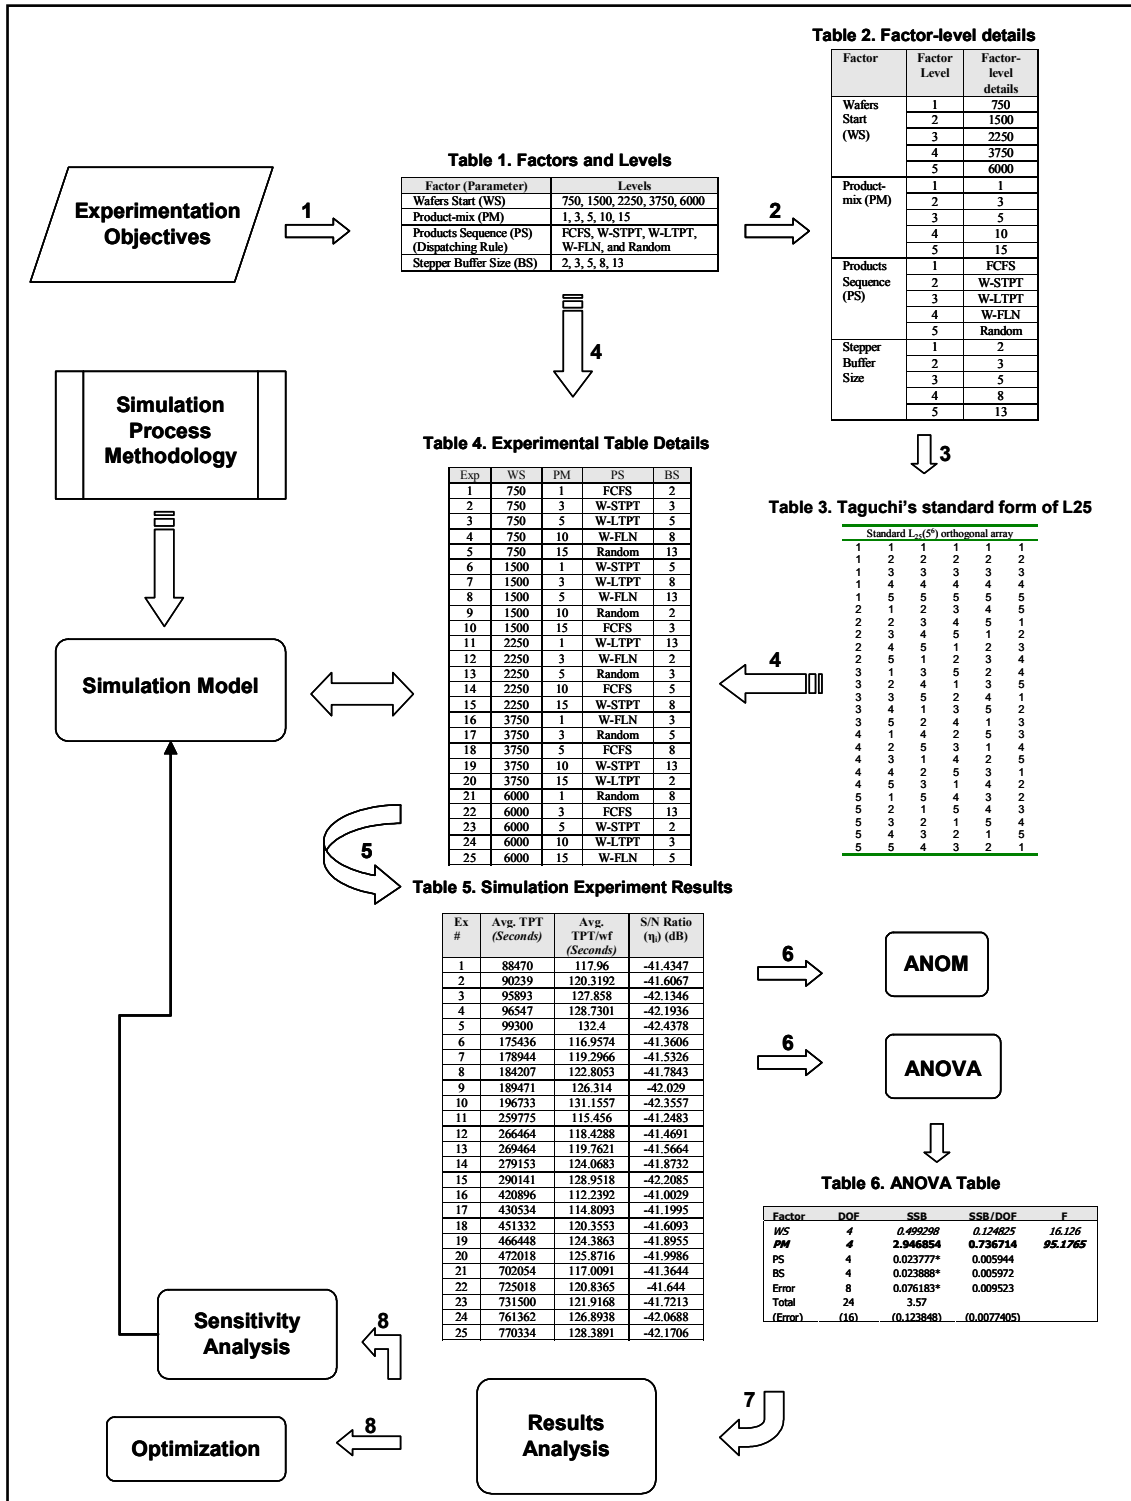 Table 2. Factor-level details
Factor Factor Level Factor-level details
Wafers Start (WS) 1 750
2 1500
3 2250
4 3750
5 6000
Product-mix (PM) 1 1
2 3
3 5
4 10
5 15
Products Sequence (PS) 1 FCFS
2 W-STPT
3 W-LTPT
4 W-FLN
5 Random
Stepper Buffer Size 1 2
2 3
3 5
4 8
5 13
Experimentation
Objectives
1
Table 1. Factors and Levels
Factor (Parameter) Levels
Wafers Start (WS) 750, 1500, 2250, 3750, 6000
Product-mix (PM) 1, 3, 5, 10, 15
Products Sequence (PS) FCFS, W-STPT, W-LTPT,
(Dispatching Rule) W-FLN, and Random
Stepper Buffer Size (BS) 2, 3, 5, 8, 13
2
4
3
Simulation
Process
Methodology
Table 4. Experimental Table Details
Exp WS PM PS BS
1 750 1 FCFS 2
2 750 3 W-STPT 3
3 750 5 W-LTPT 5
4 750 10 W-FLN 8
5 750 15 Random 13
6 1500 1 W-STPT 5
7 1500 3 W-LTPT 8
8 1500 5 W-FLN 13
9 1500 10 Random 2
10 1500 15 FCFS 3
11 2250 1 W-LTPT 13
12 2250 3 W-FLN 2
13 2250 5 Random 3
14 2250 10 FCFS 5
15 2250 15 W-STPT 8
16 3750 1 W-FLN 3
17 3750 3 Random 5
18 3750 5 FCFS 8
19 3750 10 W-STPT 13
20 3750 15 W-LTPT 2
21 6000 1 Random 8
22 6000 3 FCFS 13
23 6000 5 W-STPT 2
24 6000 10 W-LTPT 3
25 6000 15 W-FLN 5
Table 3. Taguchi's standard form of L25
Standard L25(5⁶) orthogonal array
1 1 1 1 1 1
1 2 2 2 2 2
1 3 3 3 3 3
1 4 4 4 4 4
1 5 5 5 5 5
2 1 2 3 4 5
2 2 3 4 5 1
2 3 4 5 1 2
2 4 5 1 2 3
2 5 1 2 3 4
3 1 3 5 2 4
3 2 4 1 3 5
3 3 5 2 4 1
3 4 1 3 5 2
3 5 2 4 1 3
4 1 4 2 5 3
4 2 5 3 1 4
4 3 1 4 2 5
4 4 2 5 3 1
4 5 3 1 4 2
5 1 5 4 3 2
5 2 1 5 4 3
5 3 2 1 5 4
5 4 3 2 1 5
5 5 4 3 2 1
4
Simulation Model
5
Table 5. Simulation Experiment Results
Ex # Avg. TPT (Seconds) Avg. TPT/wf (Seconds) S/N Ratio (ηi) (dB)
1 88470 117.96 -41.4347
2 90239 120.3192 -41.6067
3 95893 127.858 -42.1346
4 96547 128.7301 -42.1936
5 99300 132.4 -42.4378
6 175436 116.9574 -41.3606
7 178944 119.2966 -41.5326
8 184207 122.8053 -41.7843
9 189471 126.314 -42.029
10 196733 131.1557 -42.3557
11 259775 115.456 -41.2483
12 266464 118.4288 -41.4691
13 269464 119.7621 -41.5664
14 279153 124.0683 -41.8732
15 290141 128.9518 -42.2085
16 420896 112.2392 -41.0029
17 430534 114.8093 -41.1995
18 451332 120.3553 -41.6093
19 466448 124.3863 -41.8955
20 472018 125.8716 -41.9986
21 702054 117.0091 -41.3644
22 725018 120.8365 -41.644
23 731500 121.9168 -41.7213
24 761362 126.8938 -42.0688
25 770334 128.3891 -42.1706
6
ANOM
6
ANOVA
Table 6. ANOVA Table
Factor DOF SSB SSB/DOF F
WS 4 0.499298 0.124825 16.126
PM 4 2.946854 0.736714 95.1765
PS 4 0.023777* 0.005944
BS 4 0.023888* 0.005972
Error 8 0.076183* 0.009523
Total 24 3.57
(Error) (16) (0.123848) (0.0077405)
Sensitivity
Analysis
8
7
Results
Analysis
8
Optimization